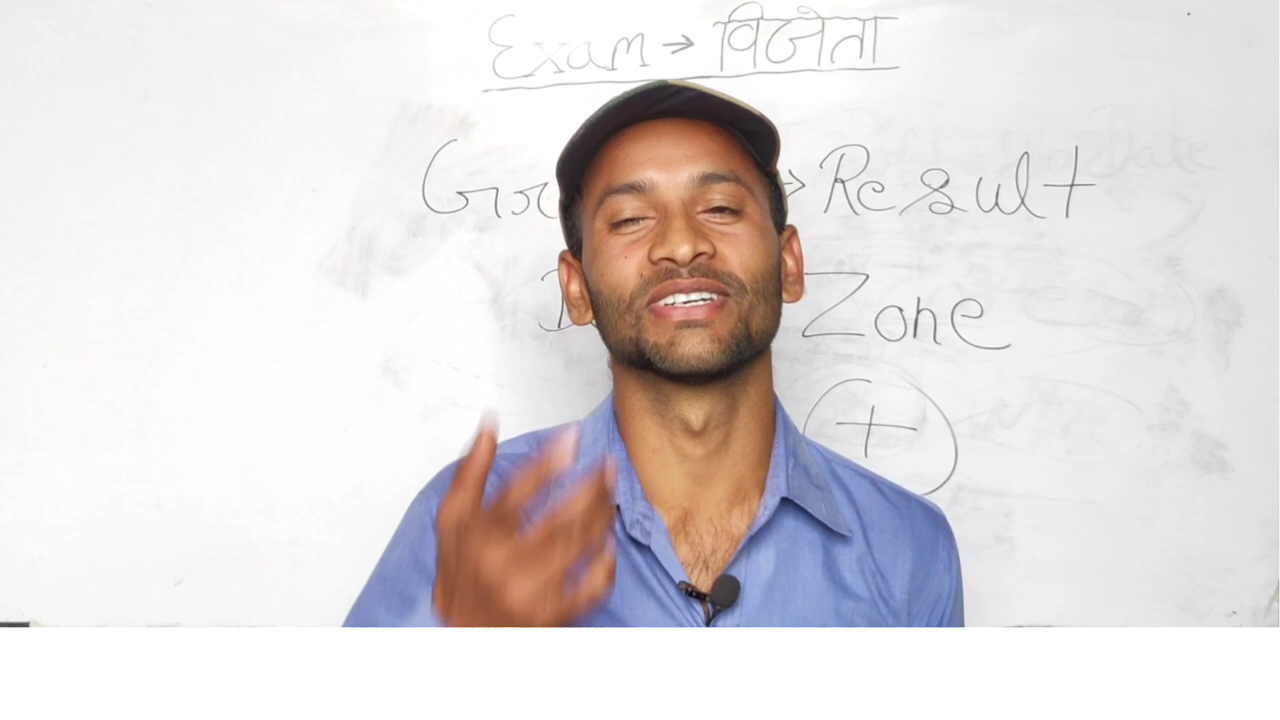 Exam → विजेता
→ Result
Zone
+